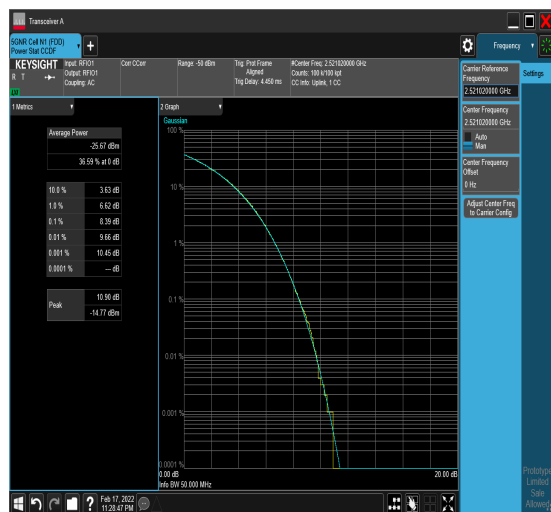 Transceiver A
5GNR Cell N1 (FDD)
Power Stat CCDF
Frequency
KEYSIGHT
R T
Input: RFIO1
Output: RFIO1
Coupling: AC
Corr CCorr
Range: -50 dBm
Trig: Prdt Frame
Aligned
Trig Delay: 4.450 ms
#Center Freq: 2.521020000 GHz
Counts: 100 k/100 kpt
CC Info: Uplink, 1 CC
Carrier Reference
Frequency
2.521020000 GHz
Settings
Center Frequency
2.521020000 GHz
Auto
Man
Center Frequency
Offset
0 Hz
Adjust Center Freq
to Carrier Config
1 Metrics
Average Power
-25.67 dBm
36.59 % at 0 dB
10.0 % 3.63 dB
1.0 % 6.62 dB
0.1 % 8.39 dB
0.01 % 9.66 dB
0.001 % 10.45 dB
0.0001 % --- dB
Peak
10.90 dB
-14.77 dBm
2 Graph
Gaussian
100 %
10 %
1 %
0.1 %
0.01 %
0.001 %
0.0001 %
0.00 dB
20.00 dB
Info BW 50.000 MHz
Prototype
Limited
Sale
Allowed
Feb 17, 2022
11:28:47 PM